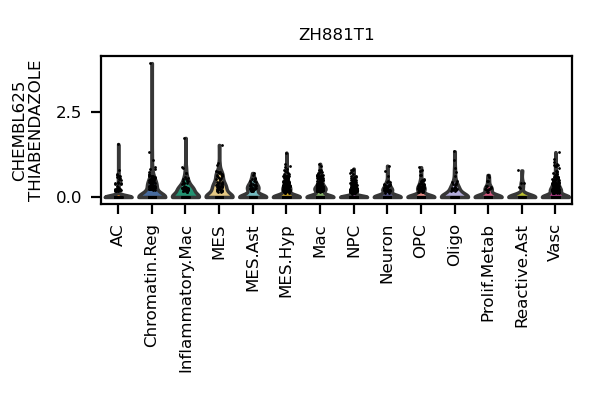 ZH881T1
CHEMBL625
THIABENDAZOLE
2.5
0.0
AC
Chromatin.Reg
Inflammatory.Mac
MES
MES.Ast
MES.Hyp
Mac
NPC
Neuron
OPC
Oligo
Prolif.Metab
Reactive.Ast
Vasc